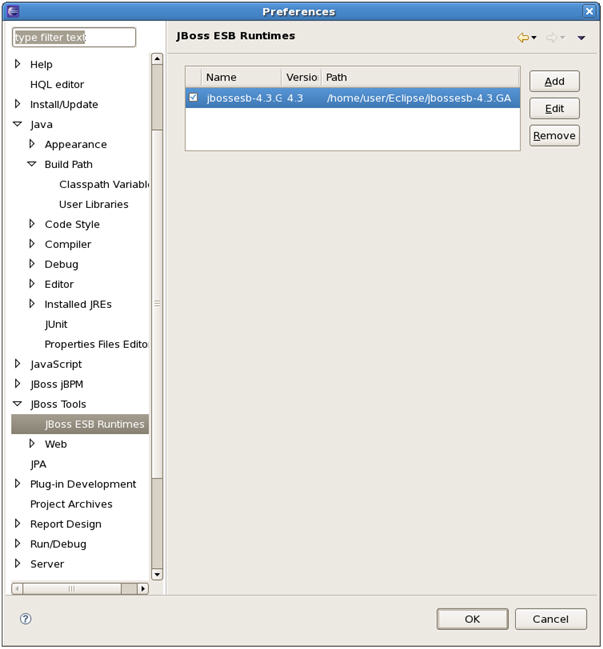 Preferences
type filter text
JBoss ESB Runtimes
Name Versio Path
jbossesb-4.3.G 4.3 /home/user/Eclipse/jbossesb-4.3.GA
Add
Edit
Remove
Help
HQL editor
Install/Update
Java
Appearance
Build Path
Classpath Variabl
User Libraries
Code Style
Compiler
Debug
Editor
Installed JREs
JUnit
Properties Files Edito
JavaScript
JBoss jBPM
JBoss Tools
JBoss ESB Runtimes
Web
JPA
Plug-in Development
Project Archives
Report Design
Run/Debug
Server
?
OK
Cancel